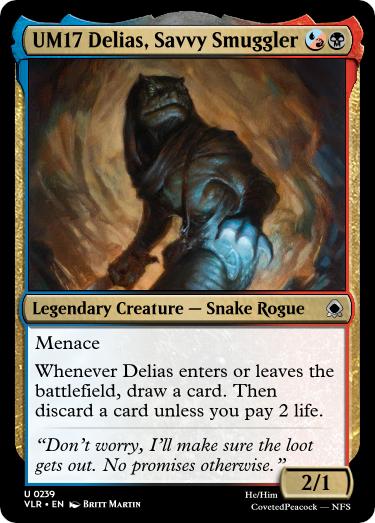 UM17 Delias, Savvy Smuggler
Legendary Creature — Snake Rogue
Menace
Whenever Delias enters or leaves the
battlefield, draw a card. Then
discard a card unless you pay 2 life.
“Don’t worry, I’ll make sure the loot
gets out. No promises otherwise.”
2/1
U 0239
VLR • EN Britt Martin
He/Him
CovetedPeacock — NFS